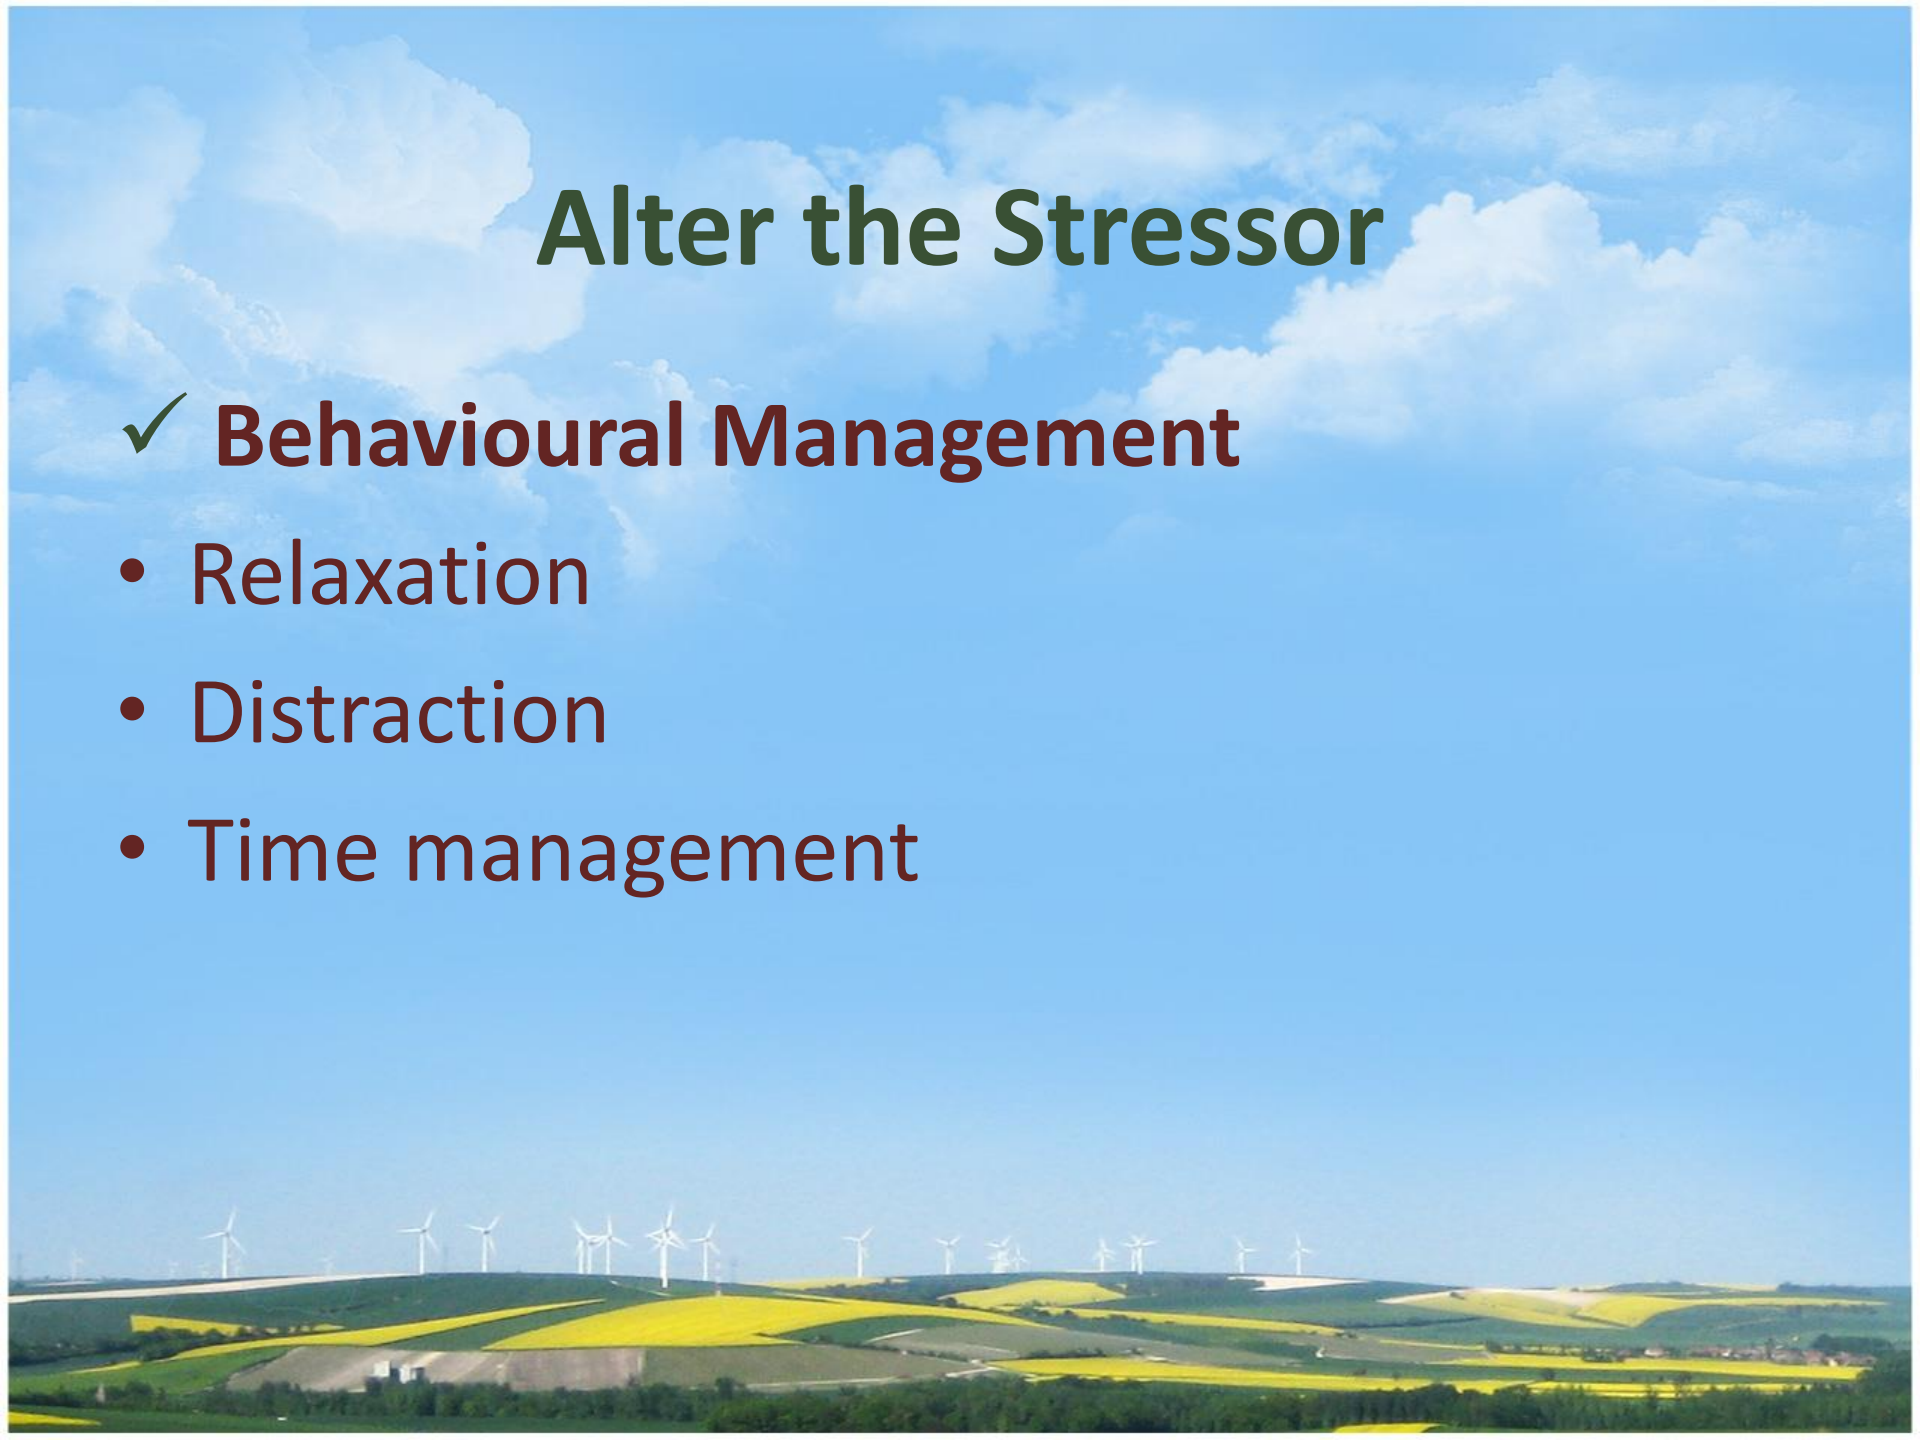 Alter the Stressor
✓ Behavioural Management
• Relaxation
• Distraction
• Time management